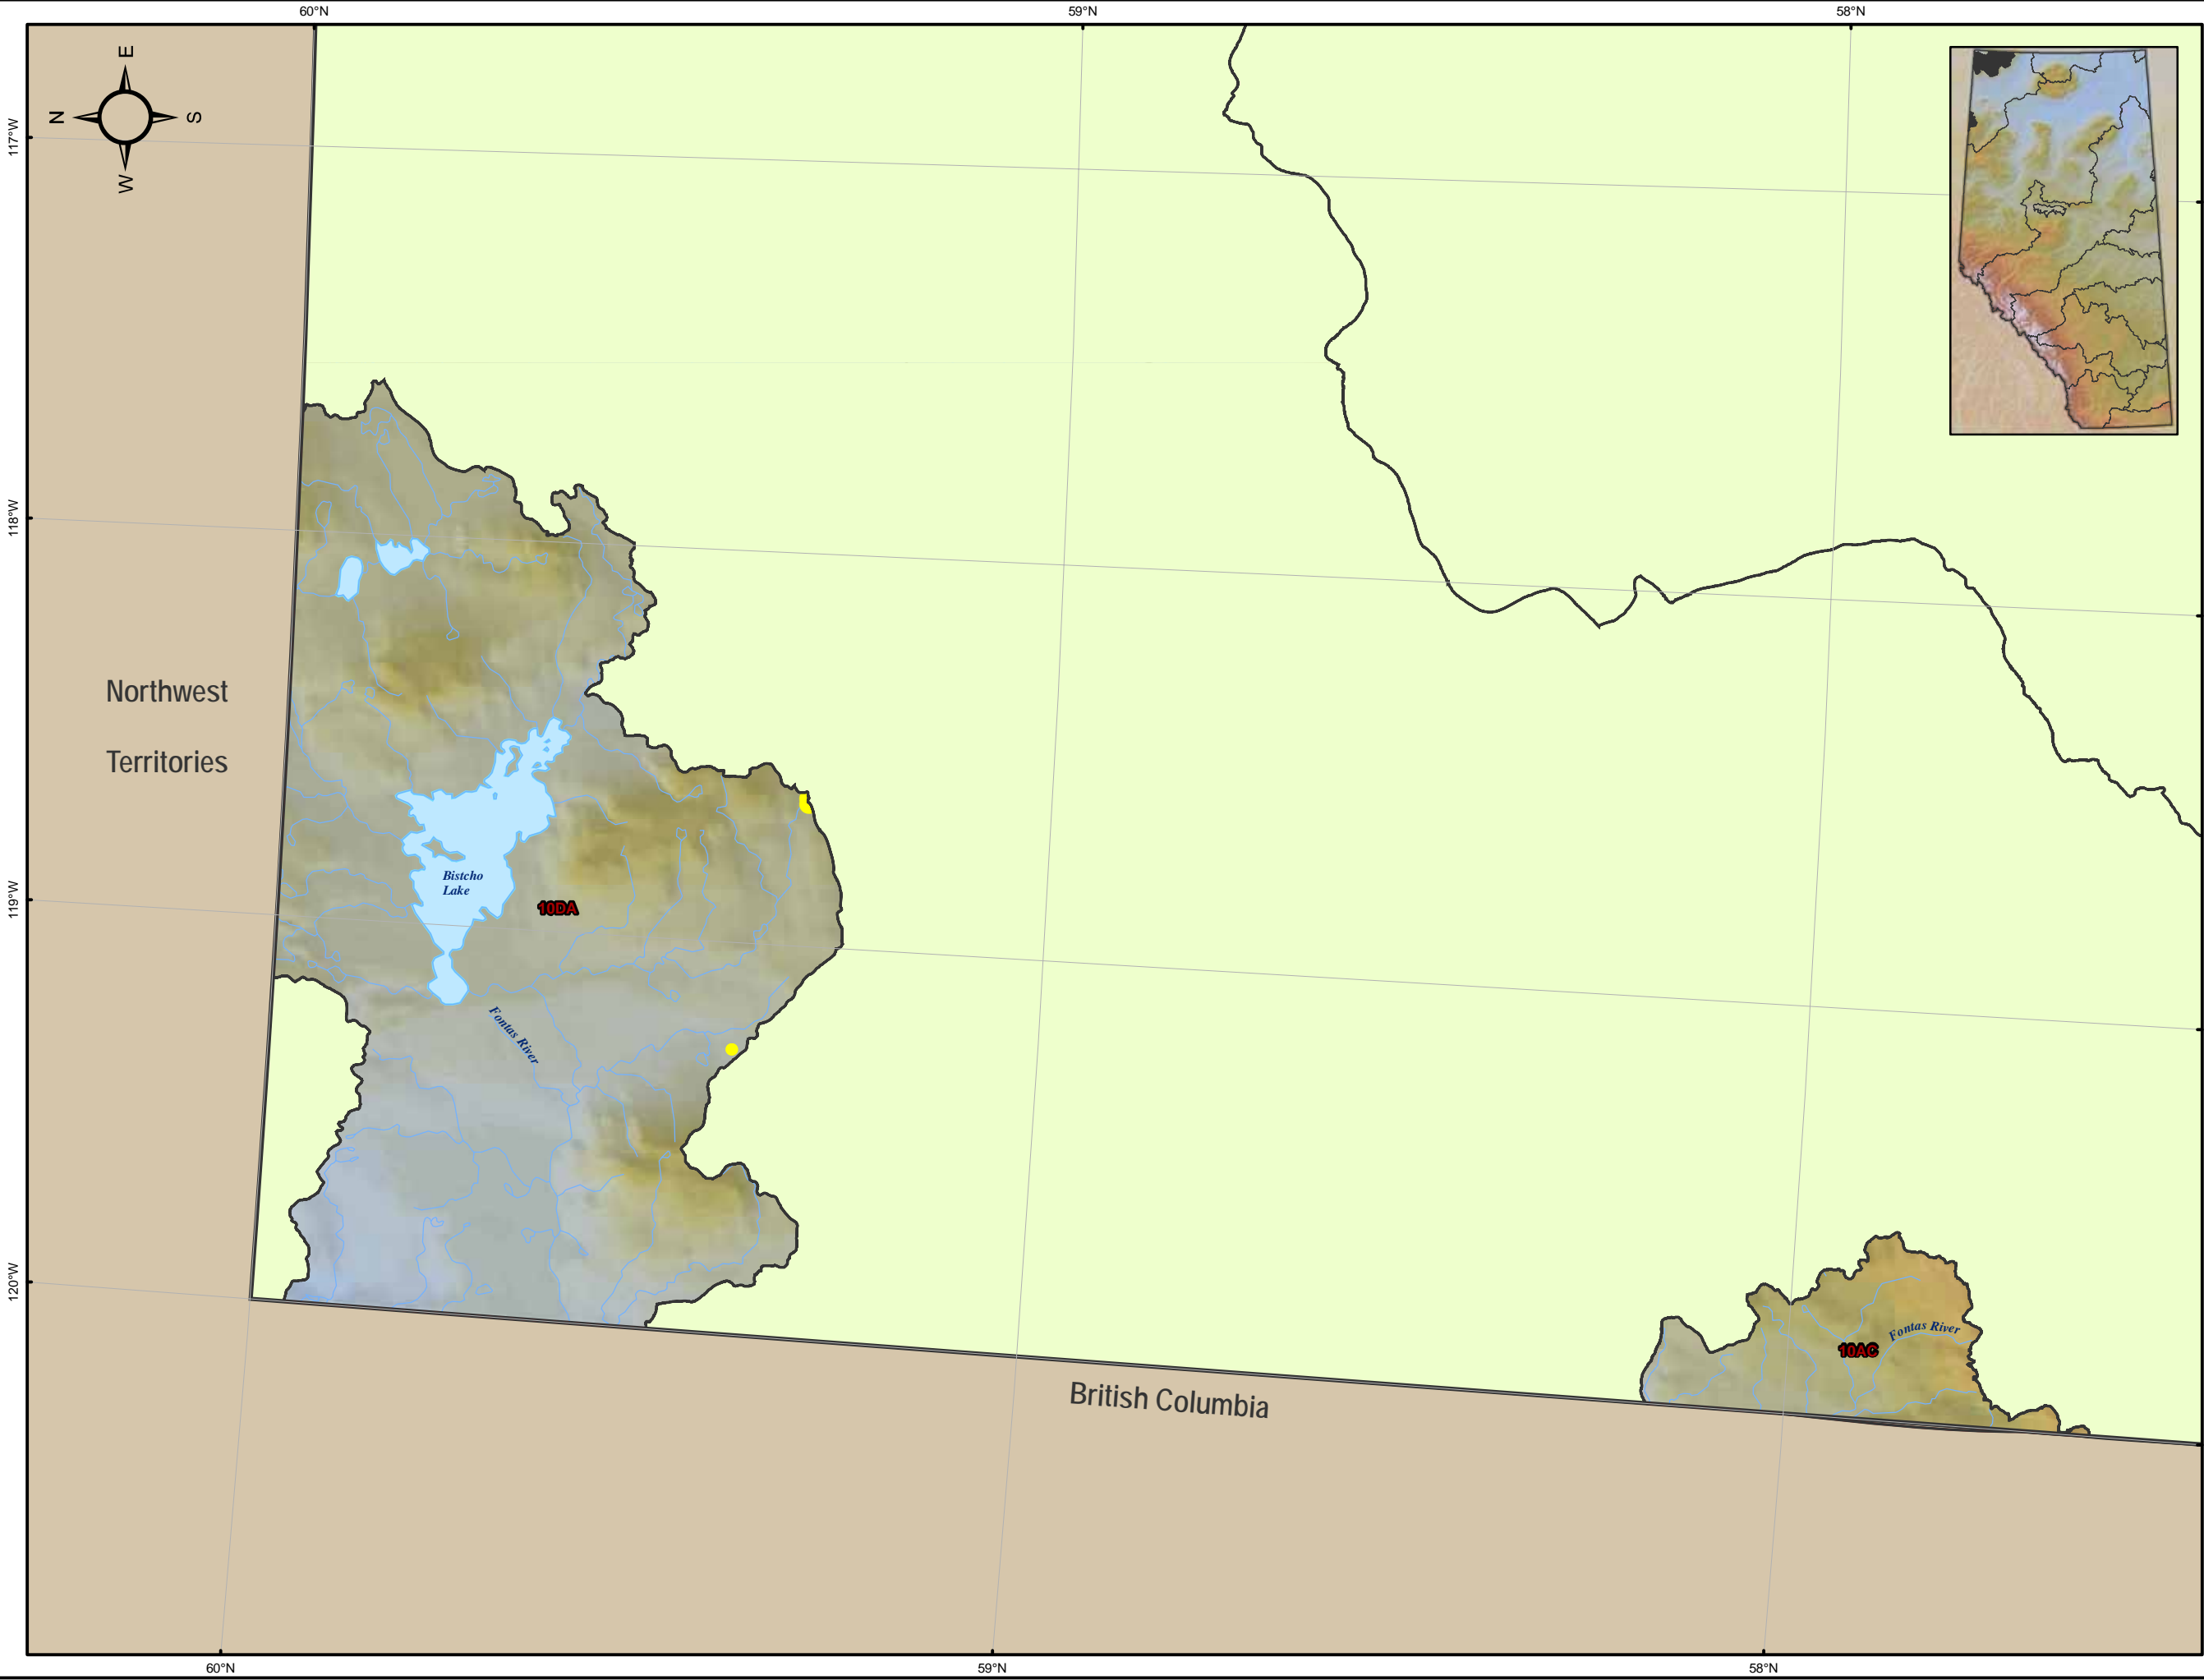 60°N
59°N
58°N
E
N
S
W
117°W
118°W
Northwest
Territories
Bistcho
Lake
119°W
10DA
Fontas River
120°W
Fontas River
10AC
British Columbia
60°N
59°N
58°N